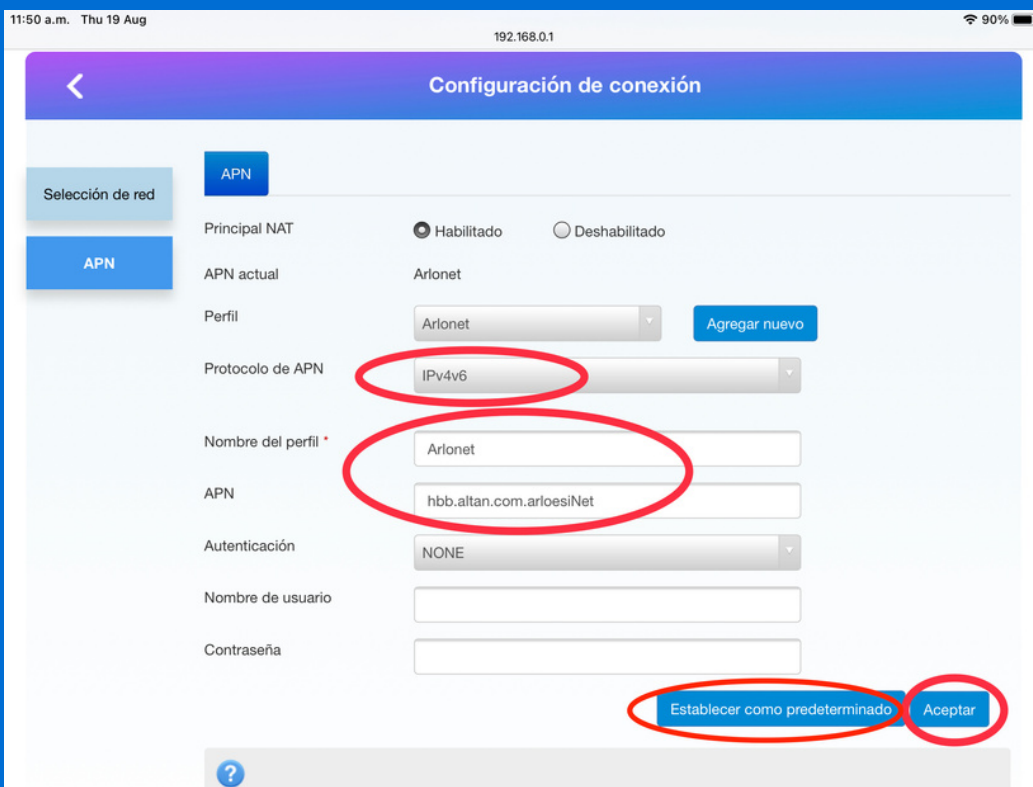 11:50 a.m. Thu 19 Aug
90%
192.168.0.1
Configuración de conexión
Selección de red
APN
APN
Principal NAT
Habilitado
Deshabilitado
APN actual
Arlonet
Perfil
Arlonet
Agregar nuevo
Protocolo de APN
IPv4v6
Nombre del perfil *
Arlonet
APN
hbb.altan.com.arloesiNet
Autenticación
NONE
Nombre de usuario
Contraseña
Establecer como predeterminado
Aceptar
?